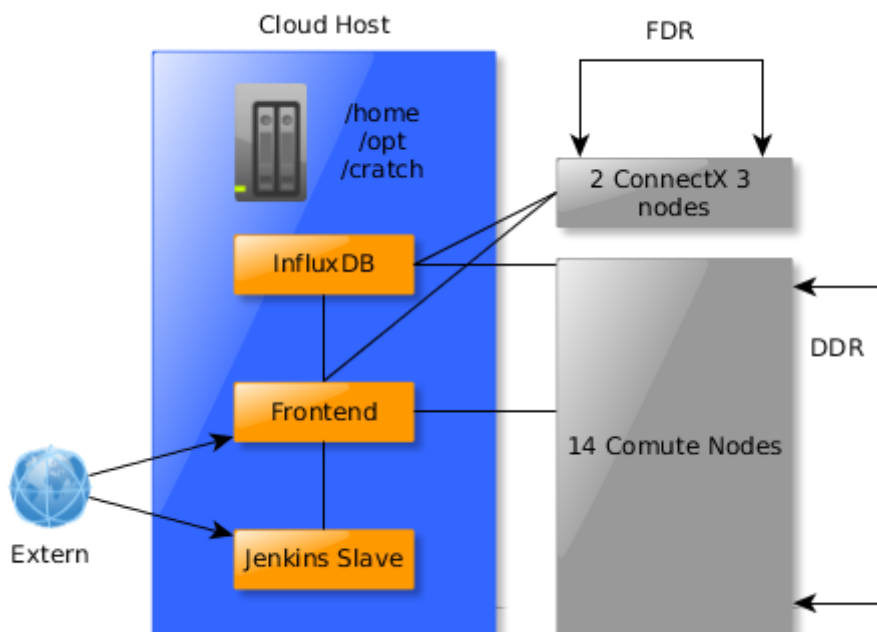 Cloud Host
FDR
/home
/opt
/cratch
2 ConnectX 3
nodes
InfluxDB
DDR
Frontend
14 Comute Nodes
Extern
Jenkins Slave